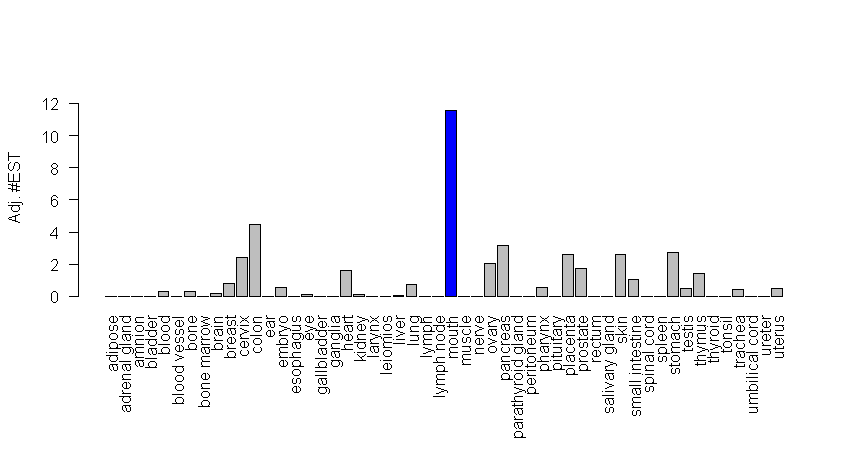 Adj. #EST
12
10
8
6
4
2
0
adipose
adrenal gland
amnion
bladder
blood
blood vessel
bone
bone marrow
brain
breast
cervix
colon
ear
embryo
esophagus
eye
gallbladder
ganglia
heart
kidney
larynx
leiomios
liver
lung
lymph
lymph node
mouth
muscle
nerve
ovary
pancreas
parathyroid gland
peritoneum
pharynx
pituitary
placenta
prostate
rectum
salivary gland
skin
small intestine
spinal cord
spleen
stomach
testis
thymus
thyroid
tonsil
trachea
umbilical cord
ureter
uterus